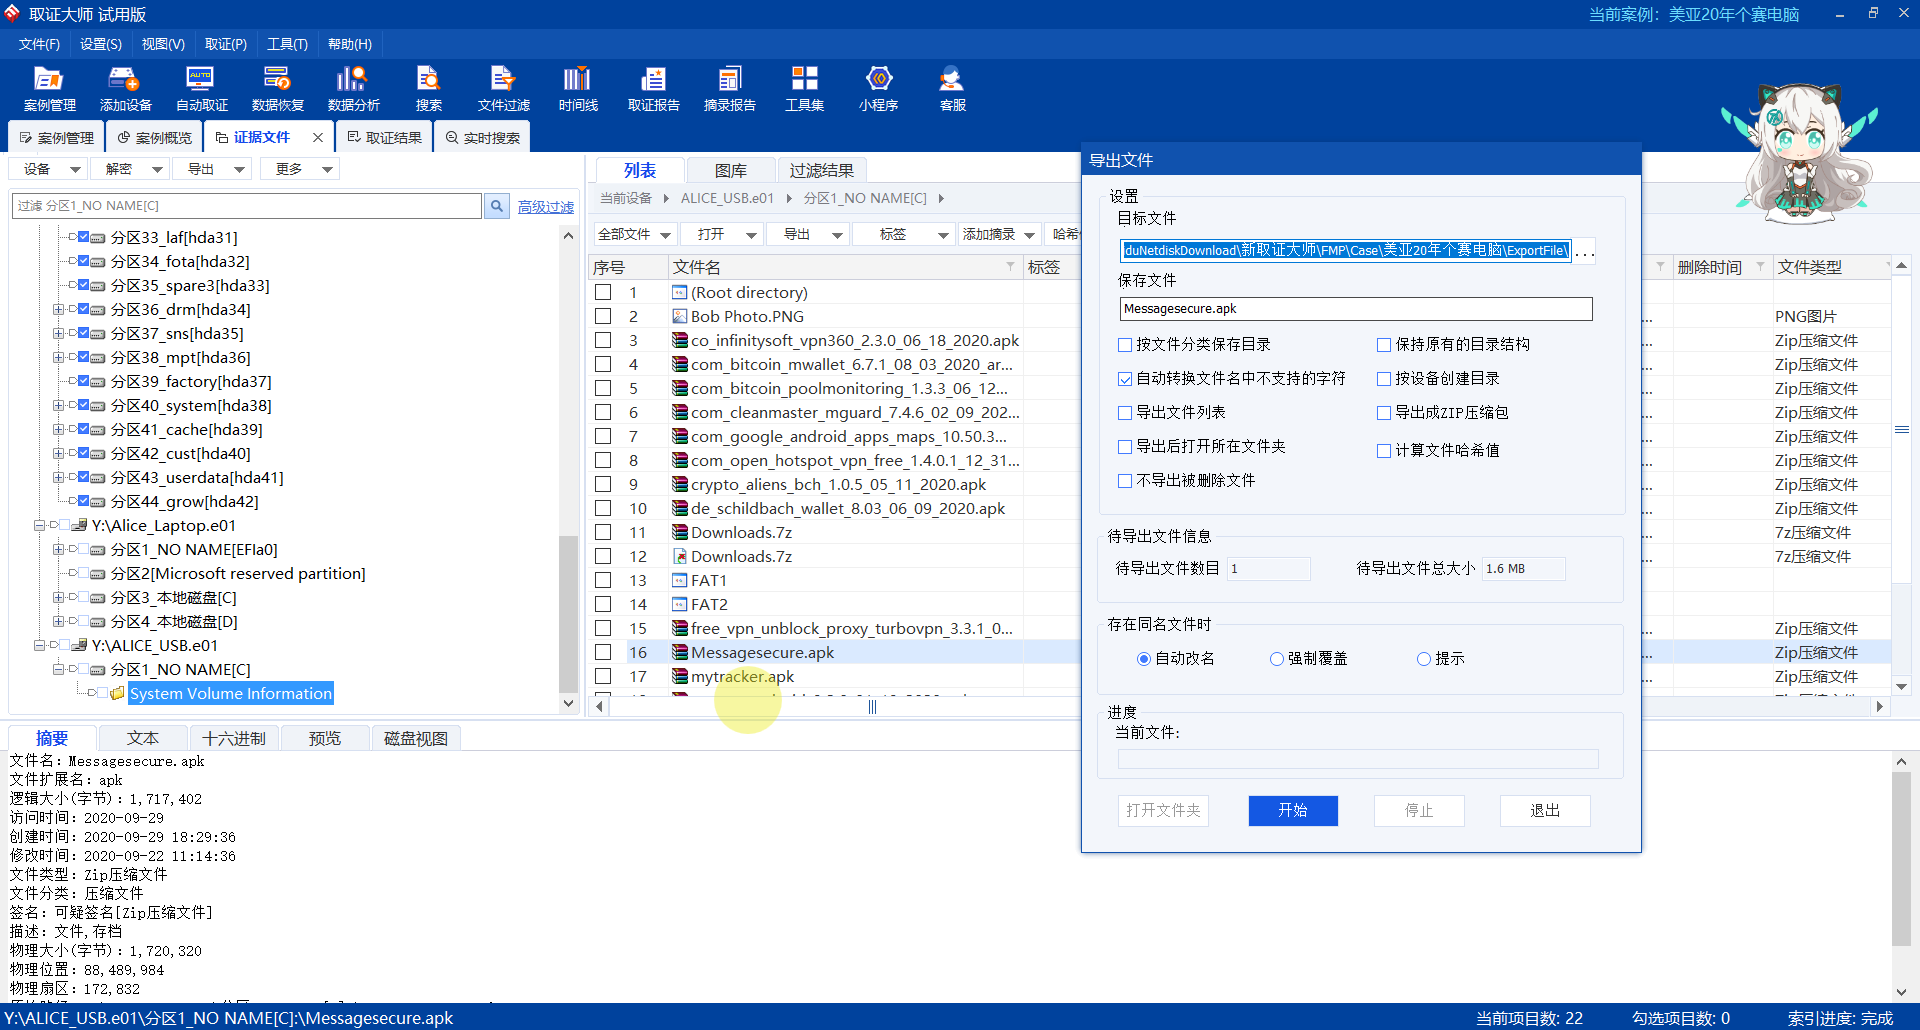 取证大师 试用版
当前案例：美亚20年个赛电脑
文件(F) 设置(S) 视图(V) 取证(P) 工具(T) 帮助(H)
案例管理 添加设备 自动取证 数据恢复 数据分析 搜索 文件过滤 时间线 取证报告 摘录报告 工具集 小程序 客服
案例管理 案例概览 证据文件 取证结果 实时搜索
设备 解密 导出 更多
过滤 分区1_NO NAME[C] 高级过滤
分区33_laf[hda31]
分区34_fota[hda32]
分区35_spare3[hda33]
分区36_drm[hda34]
分区37_sns[hda35]
分区38_mpt[hda36]
分区39_factory[hda37]
分区40_system[hda38]
分区41_cache[hda39]
分区42_cust[hda40]
分区43_userdata[hda41]
分区44_grow[hda42]
Y:\Alice_Laptop.e01
分区1_NO NAME[EFIa0]
分区2[Microsoft reserved partition]
分区3_本地磁盘[C]
分区4_本地磁盘[D]
Y:\ALICE_USB.e01
分区1_NO NAME[C]
System Volume Information
列表 图库 过滤结果
当前设备 ALICE_USB.e01 分区1_NO NAME[C]
全部文件 打开 导出 标签 添加摘录
序号 文件名 标签 删除时间 文件类型
1 (Root directory)
2 Bob Photo.PNG ... PNG图片
3 co_infinitysoft_vpn360_2.3.0_06_18_2020.apk ... Zip压缩文件
4 com_bitcoin_mwallet_6.7.1_08_03_2020_ar... ... Zip压缩文件
5 com_bitcoin_poolmonitoring_1.3.3_06_12... ... Zip压缩文件
6 com_cleanmaster_mguard_7.4.6_02_09_202... ... Zip压缩文件
7 com_google_android_apps_maps_10.50.3... ... Zip压缩文件
8 com_open_hotspot_vpn_free_1.4.0.1_12_31... ... Zip压缩文件
9 crypto_aliens_bch_1.0.5_05_11_2020.apk ... Zip压缩文件
10 de_schildbach_wallet_8.03_06_09_2020.apk ... Zip压缩文件
11 Downloads.7z ... 7z压缩文件
12 Downloads.7z ... 7z压缩文件
13 FAT1
14 FAT2
15 free_vpn_unblock_proxy_turbovpn_3.3.1_0... ... Zip压缩文件
16 Messagesecure.apk ... Zip压缩文件
17 mytracker.apk ... Zip压缩文件
导出文件
设置
目标文件
duNetdiskDownload\新取证大师\FMP\Case\美亚20年个赛电脑\ExportFile\ ...
保存文件
Messagesecure.apk
按文件分类保存目录 保持原有的目录结构
自动转换文件名中不支持的字符 按设备创建目录
导出文件列表 导出成ZIP压缩包
导出后打开所在文件夹 计算文件哈希值
不导出被删除文件
待导出文件信息
待导出文件数目 1 待导出文件总大小 1.6 MB
存在同名文件时
自动改名 强制覆盖 提示
进度
当前文件:
打开文件夹 开始 停止 退出
摘要 文本 十六进制 预览 磁盘视图
文件名：Messagesecure.apk
文件扩展名：apk
逻辑大小(字节)：1,717,402
访问时间：2020-09-29
创建时间：2020-09-29 18:29:36
修改时间：2020-09-22 11:14:36
文件类型：Zip压缩文件
文件分类：压缩文件
签名：可疑签名[Zip压缩文件]
描述：文件,存档
物理大小(字节)：1,720,320
物理位置：88,489,984
物理扇区：172,832
Y:\ALICE_USB.e01\分区1_NO NAME[C]:\Messagesecure.apk
当前项目数: 22 勾选项目数: 0 索引进度: 完成